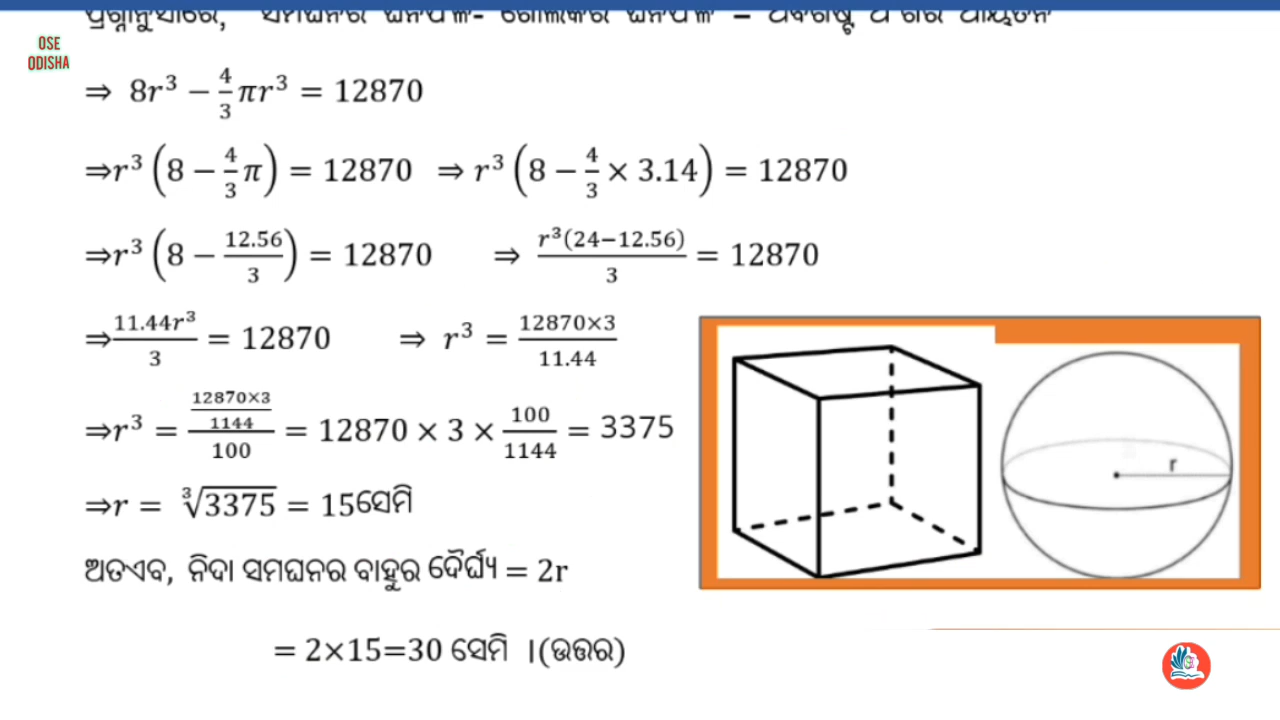 OSE
ODISHA
⇒ 8r³ − 4/3 πr³ = 12870
⇒r³ (8 − 4/3 π) = 12870 ⇒ r³ (8 − 4/3 × 3.14) = 12870
⇒r³ (8 − 12.56/3) = 12870 ⇒ r³(24−12.56)/3 = 12870
⇒11.44r³/3 = 12870 ⇒ r³ = 12870×3/11.44
⇒r³ = 12870×3/1144/100 = 12870 × 3 × 100/1144 = 3375
⇒r = ∛3375 = 15ସେମି
ଅତଏବ, ନିଦା ସମଘନର ବାହୁର ଦୈର୍ଘ୍ୟ = 2r
= 2×15=30 ସେମି ।(ଉତ୍ତର)
r